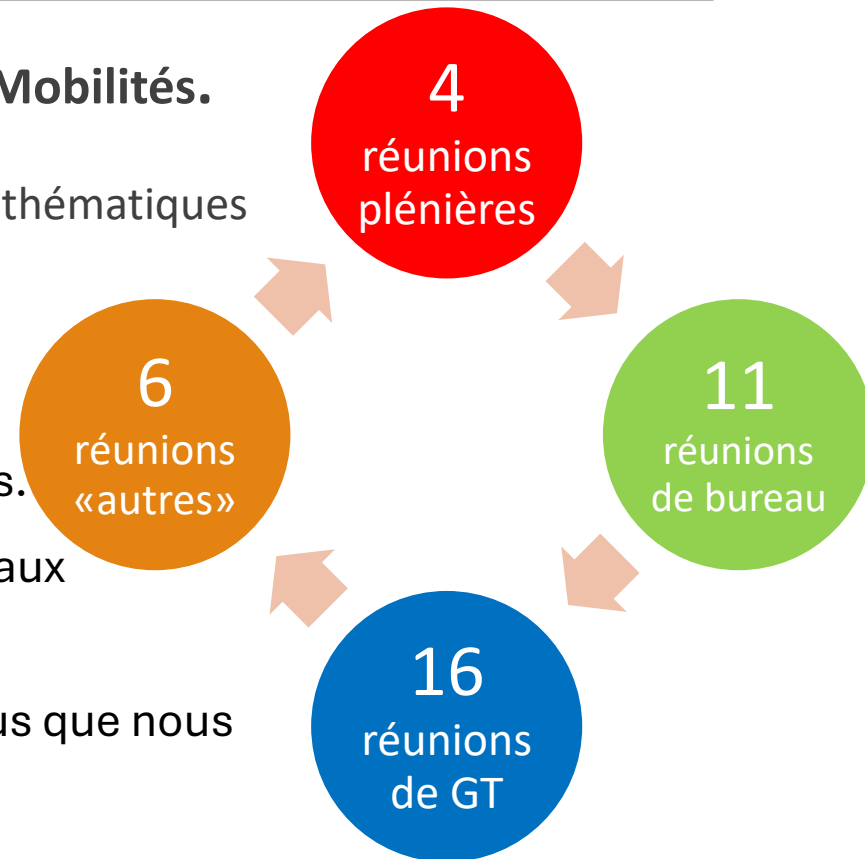 Mobilités.
thématiques
s.
aux
us que nous
4
réunions
plénières
11
réunions
de bureau
16
réunions
de GT
6
réunions
«autres»